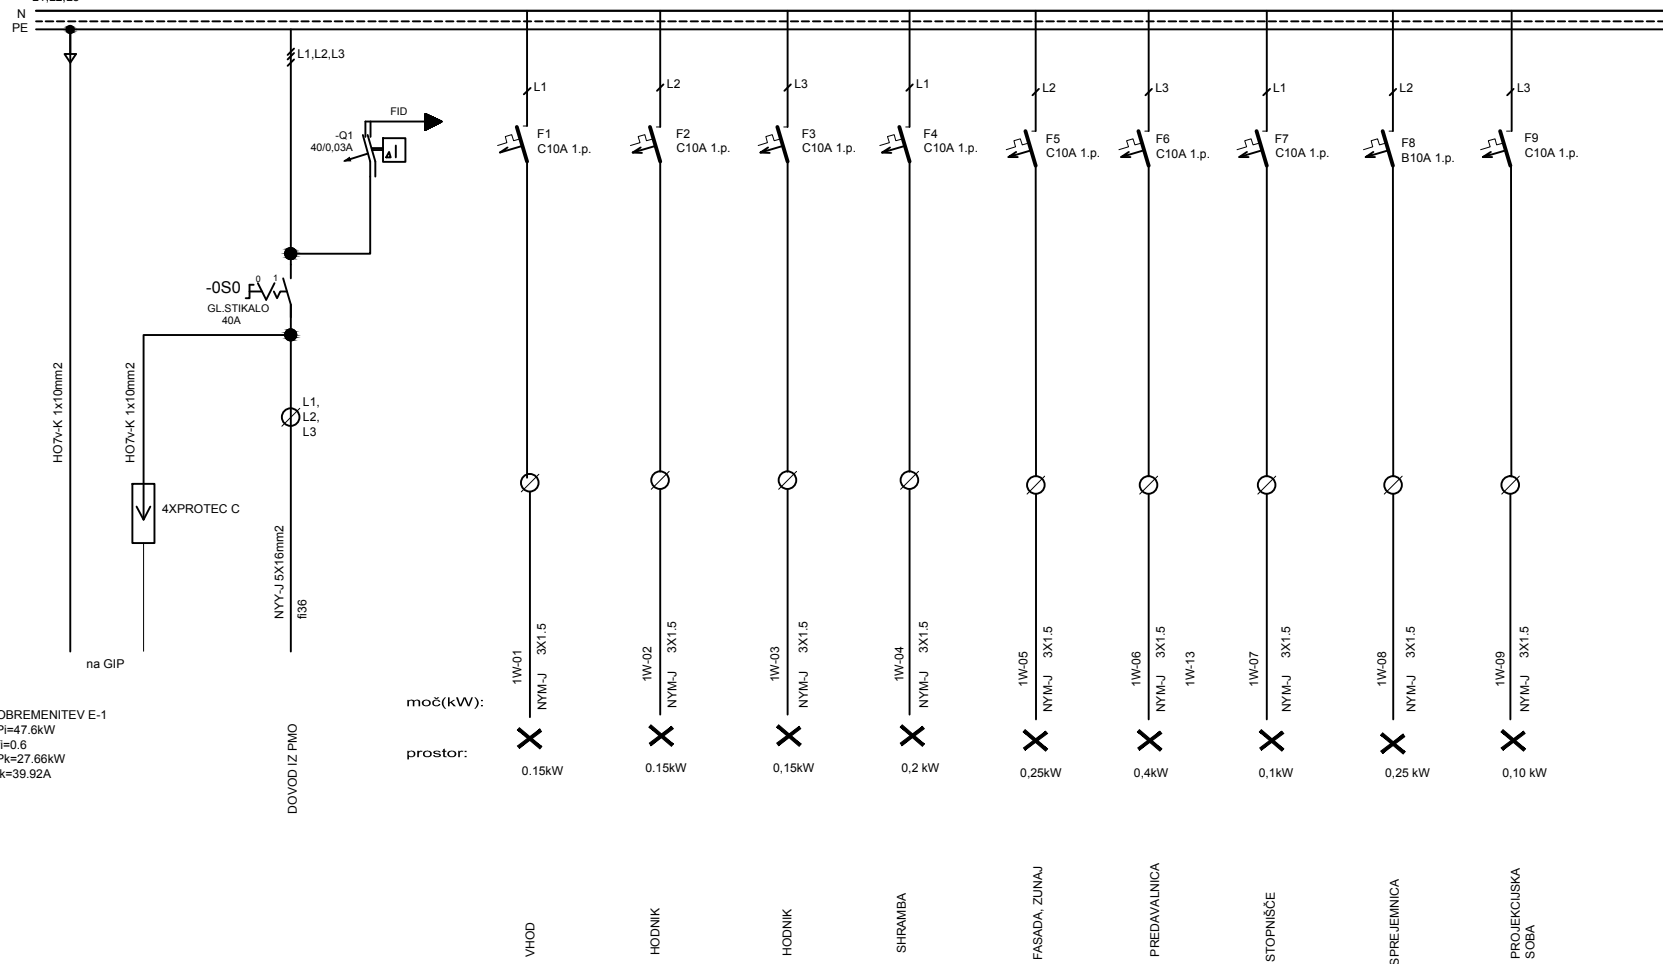 N
PE
L1,L2,L3
FID
-Q1
40/0,03A
ΔI
-0S0
0 1
GL.STIKALO
40A
L1,
L2,
L3
HO7v-K 1x10mm2
HO7v-K 1x10mm2
4XPROTEC C
NYY-J 5X16mm2
fi36
na GIP
DOVOD IZ PMO
OBREMENITEV E-1
Pi=47.6kW
Pk=27.66kW
k=39.92A
moč(kW):
prostor:
L1
F1
C10A 1.p.
1W-01
NYM-J 3X1.5
0.15kW
VHOD
L2
F2
C10A 1.p.
1W-02
NYM-J 3X1.5
0.15kW
HODNIK
L3
F3
C10A 1.p.
1W-03
NYM-J 3X1.5
0,15kW
HODNIK
L1
F4
C10A 1.p.
1W-04
NYM-J 3X1.5
0,2 kW
SHRAMBA
L2
F5
C10A 1.p.
1W-05
NYM-J 3X1.5
0,25kW
FASADA, ZUNAJ
L3
F6
C10A 1.p.
1W-06
NYM-J 3X1.5
1W-13
0,4kW
PREDAVALNICA
L1
F7
C10A 1.p.
1W-07
NYM-J 3X1.5
0,1kW
STOPNIŠČE
L2
F8
B10A 1.p.
1W-08
NYM-J 3X1.5
0,25 kW
SPREJEMNICA
L3
F9
C10A 1.p.
1W-09
NYM-J 3X1.5
0,10 kW
PROJEKCIJSKA
SOBA